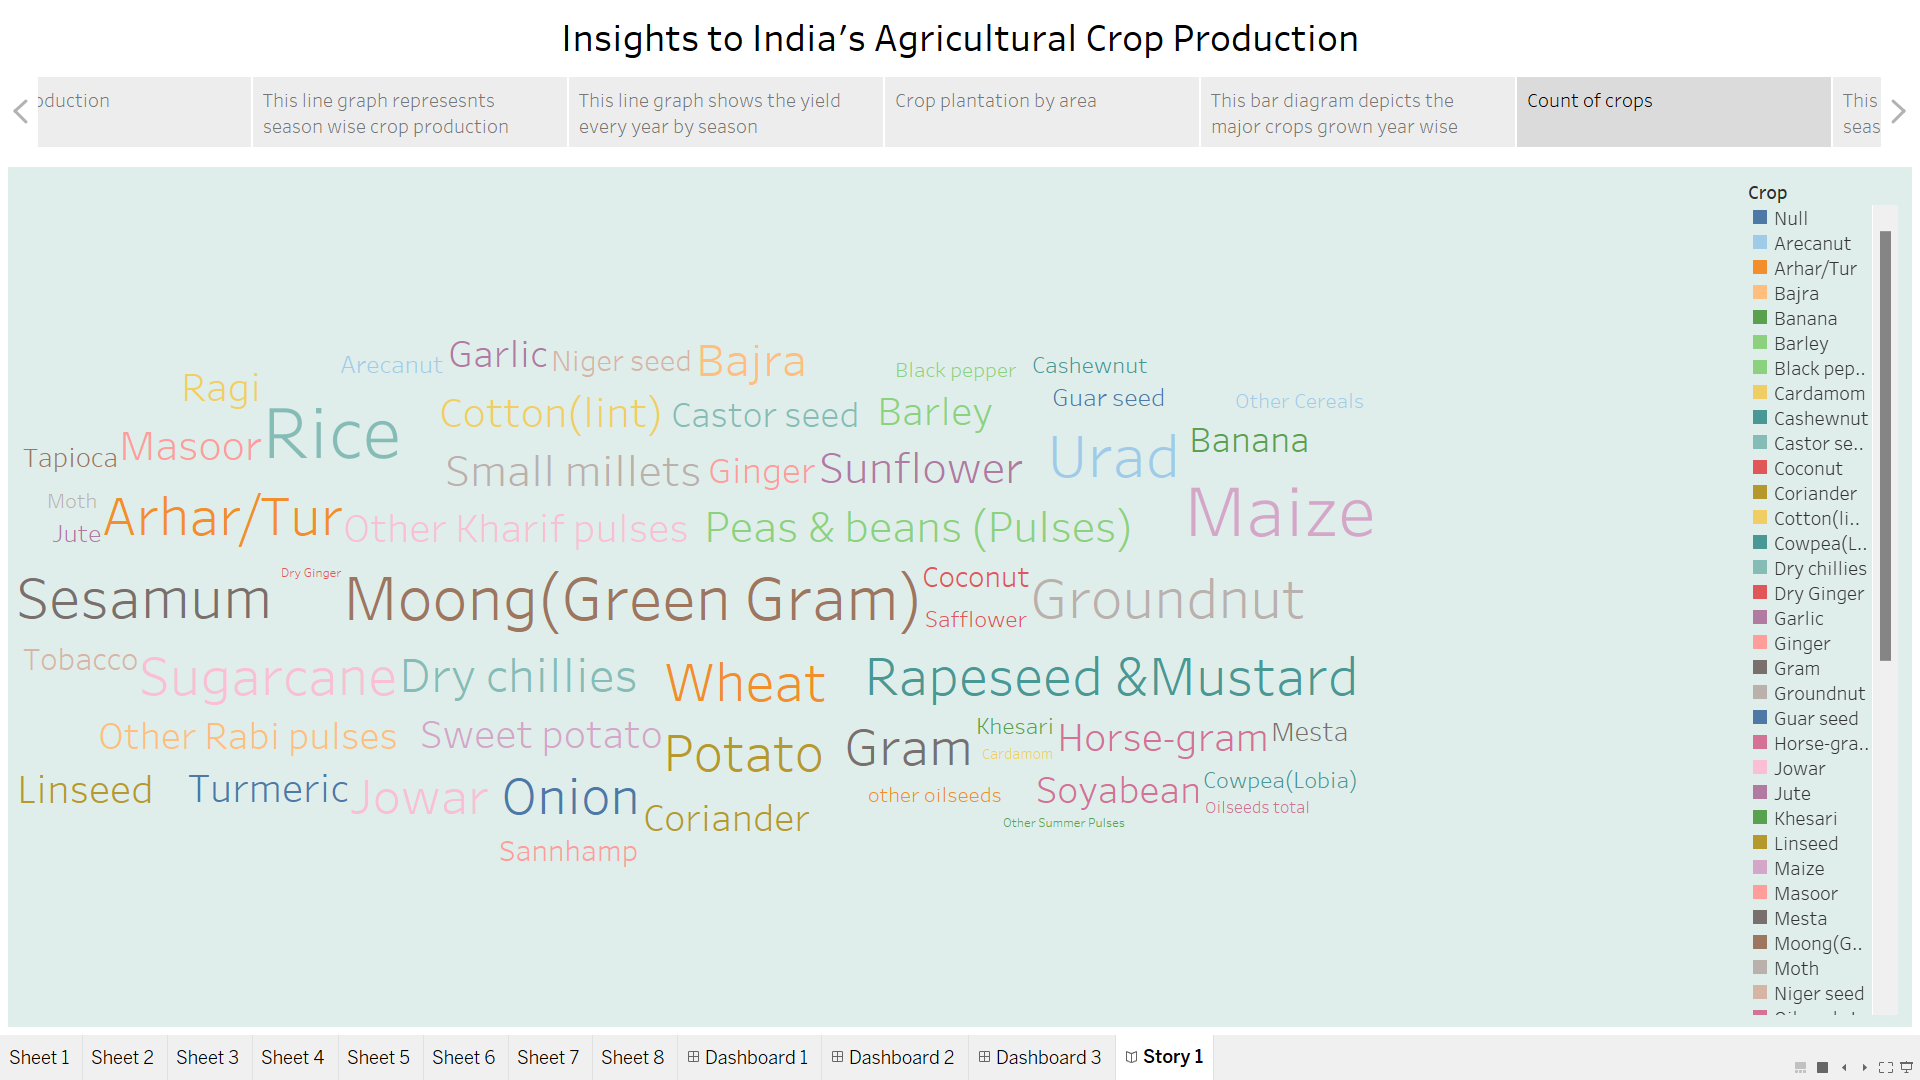 Insights to India's Agricultural Crop Production
oduction
This line graph represesnts
season wise crop production
This line graph shows the yield
every year by season
Crop plantation by area
This bar diagram depicts the
major crops grown year wise
Count of crops
This
seas
Arecanut
Garlic
Niger seed
Bajra
Black pepper
Cashewnut
Ragi
Rice
Cotton(lint)
Castor seed
Barley
Guar seed
Other Cereals
Tapioca
Masoor
Small millets
Ginger
Sunflower
Urad
Banana
Moth
Jute
Arhar/Tur
Other Kharif pulses
Peas & beans (Pulses)
Maize
Sesamum
Dry Ginger
Moong(Green Gram)
Coconut
Safflower
Groundnut
Tobacco
Sugarcane
Dry chillies
Wheat
Rapeseed &Mustard
Other Rabi pulses
Sweet potato
Potato
Gram
Khesari
Cardamom
Horse-gram
Mesta
Linseed
Turmeric
Jowar
Onion
Coriander
other oilseeds
Soyabean
Cowpea(Lobia)
Oilseeds total
Other Summer Pulses
Sannhamp
Crop
Null
Arecanut
Arhar/Tur
Bajra
Banana
Barley
Black pep..
Cardamom
Cashewnut
Castor se..
Coconut
Coriander
Cotton(li..
Cowpea(L..
Dry chillies
Dry Ginger
Garlic
Ginger
Gram
Groundnut
Guar seed
Horse-gra..
Jowar
Jute
Khesari
Linseed
Maize
Masoor
Mesta
Moong(G..
Moth
Niger seed
Sheet 1
Sheet 2
Sheet 3
Sheet 4
Sheet 5
Sheet 6
Sheet 7
Sheet 8
Dashboard 1
Dashboard 2
Dashboard 3
Story 1